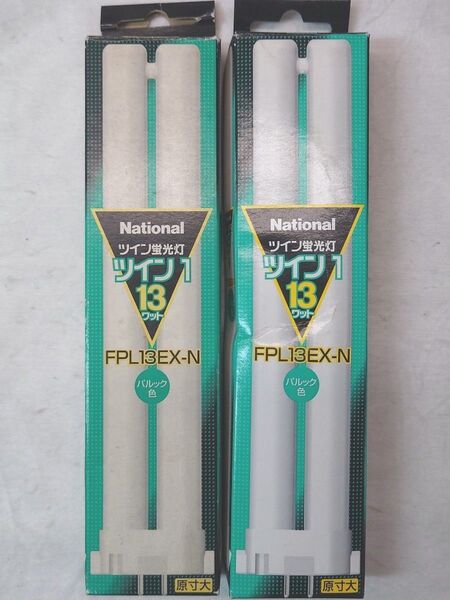 National
ツイン蛍光灯
ツイン1
13
ワット
FPL13EX-N
パルック
色
原寸大
National
ツイン蛍光灯
ツイン1
13
ワット
FPL13EX-N
パルック
色
原寸大